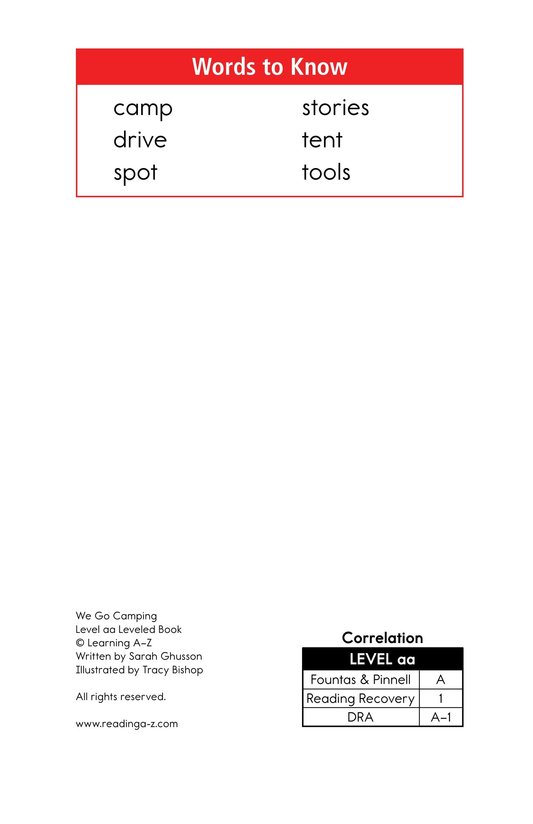 Words to Know
camp stories
drive tent
spot tools
We Go Camping
Level aa Leveled Book
© Learning A–Z
Written by Sarah Ghusson
Illustrated by Tracy Bishop
All rights reserved.
www.readinga-z.com
Correlation
LEVEL aa
Fountas & Pinnell A
Reading Recovery 1
DRA A–1